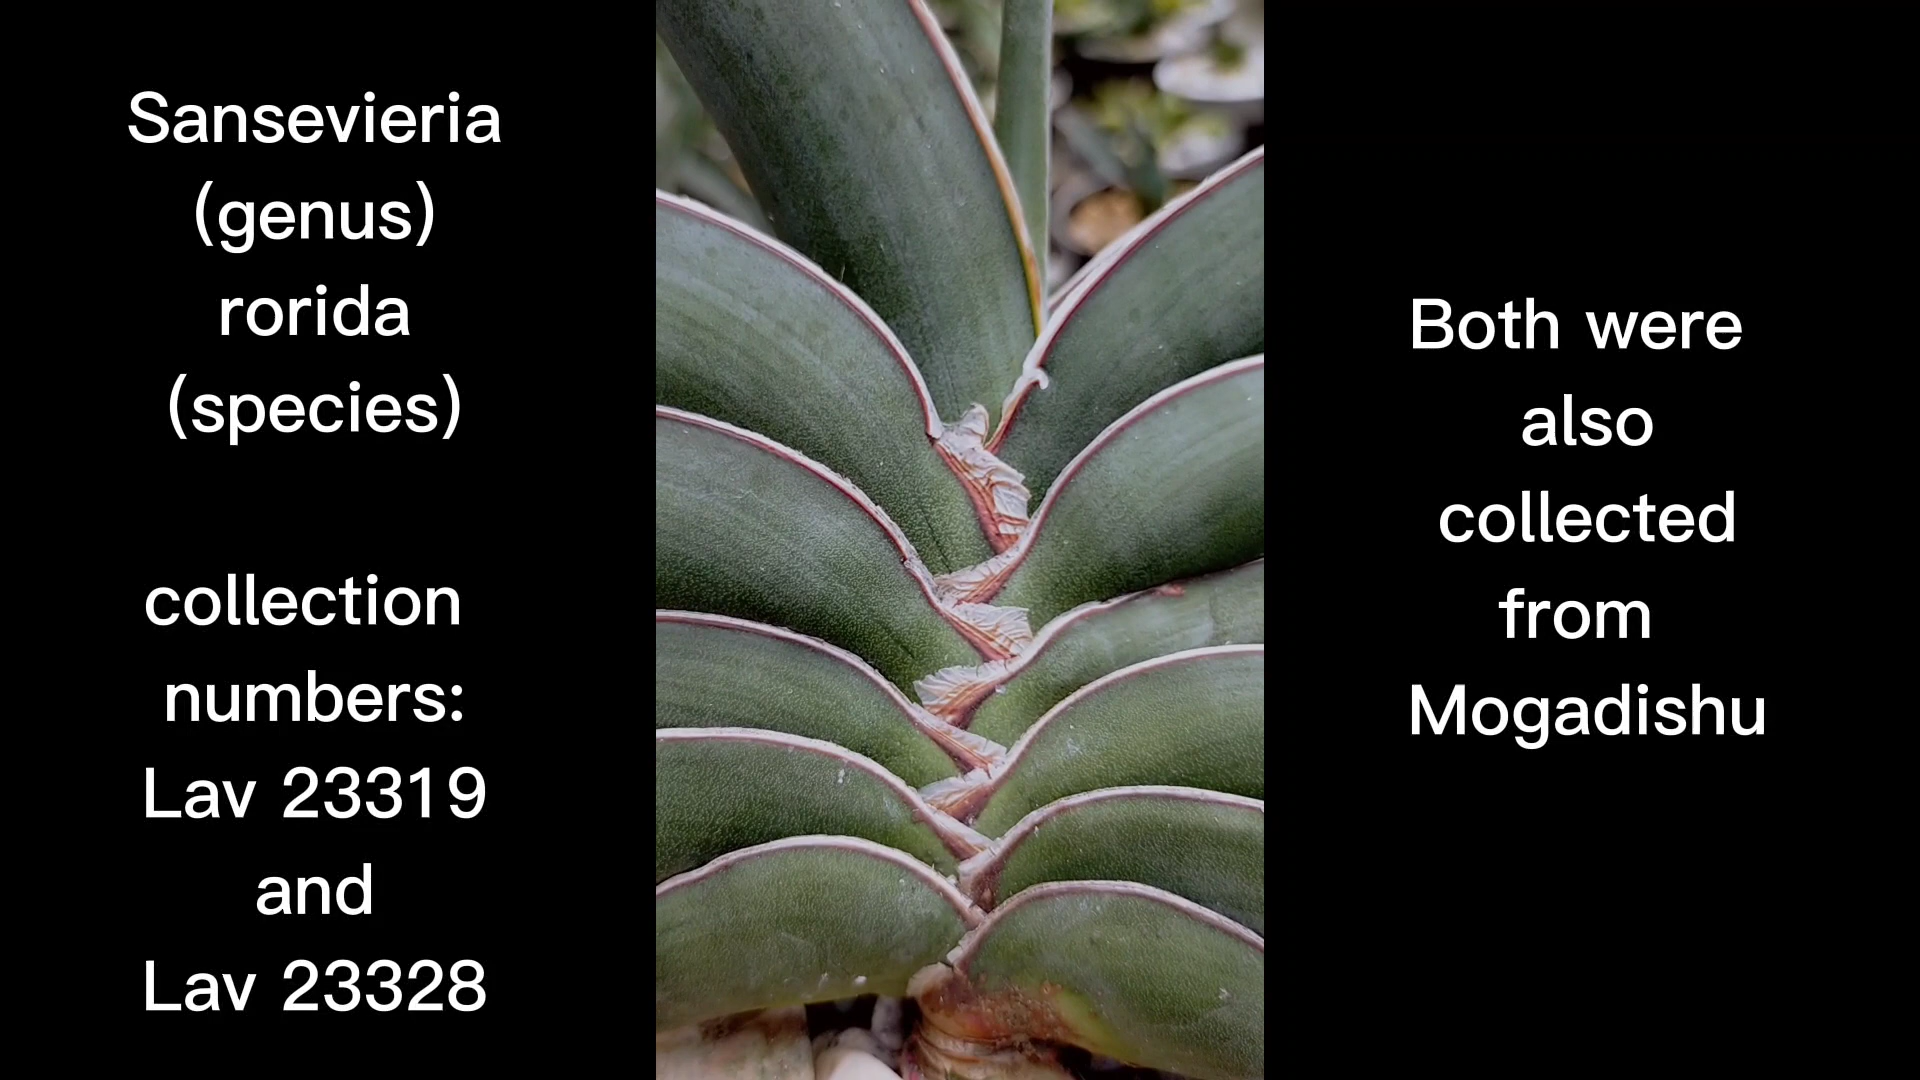 Sansevieria
(genus)
rorida
(species)
collection
numbers:
Lav 23319
and
Lav 23328
Both were
also
collected
from
Mogadishu